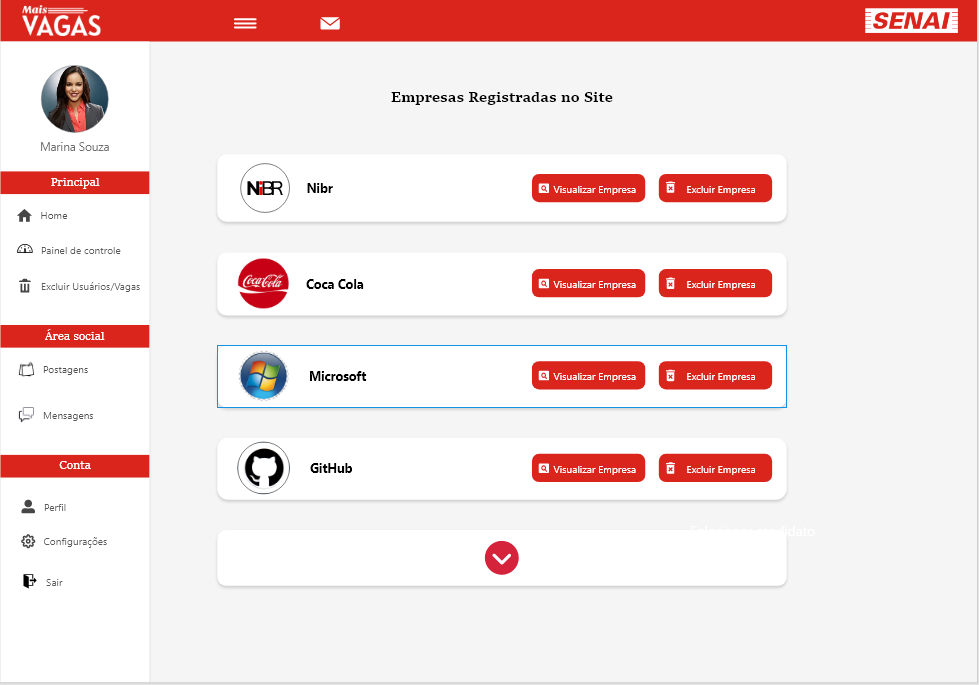 Mais
VAGAS
SENAI
Marina Souza
Principal
Home
Painel de controle
Excluir Usuários/Vagas
Área social
Postagens
Mensagens
Conta
Perfil
Configurações
Sair
Empresas Registradas no Site
NiBR
Nibr
Visualizar Empresa
Excluir Empresa
Coca-Cola
Coca Cola
Visualizar Empresa
Excluir Empresa
Microsoft
Visualizar Empresa
Excluir Empresa
GitHub
Visualizar Empresa
Excluir Empresa